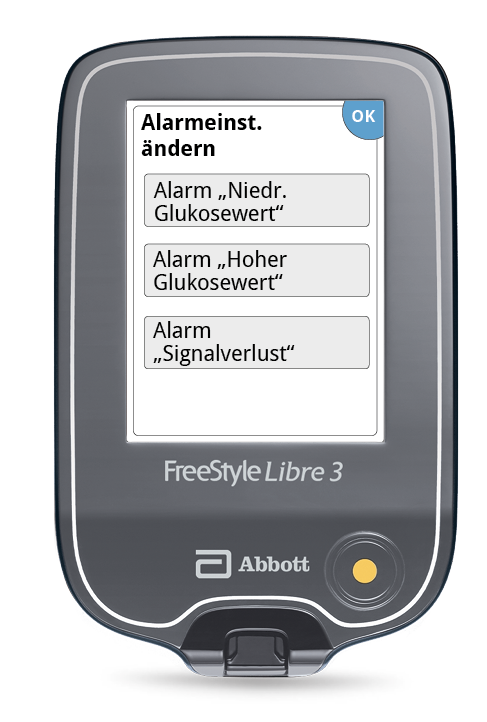 Alarmeinst.
ändern
OK
Alarm „Niedr.
Glukosewert“
Alarm „Hoher
Glukosewert“
Alarm
„Signalverlust“
FreeStyle Libre 3
Abbott